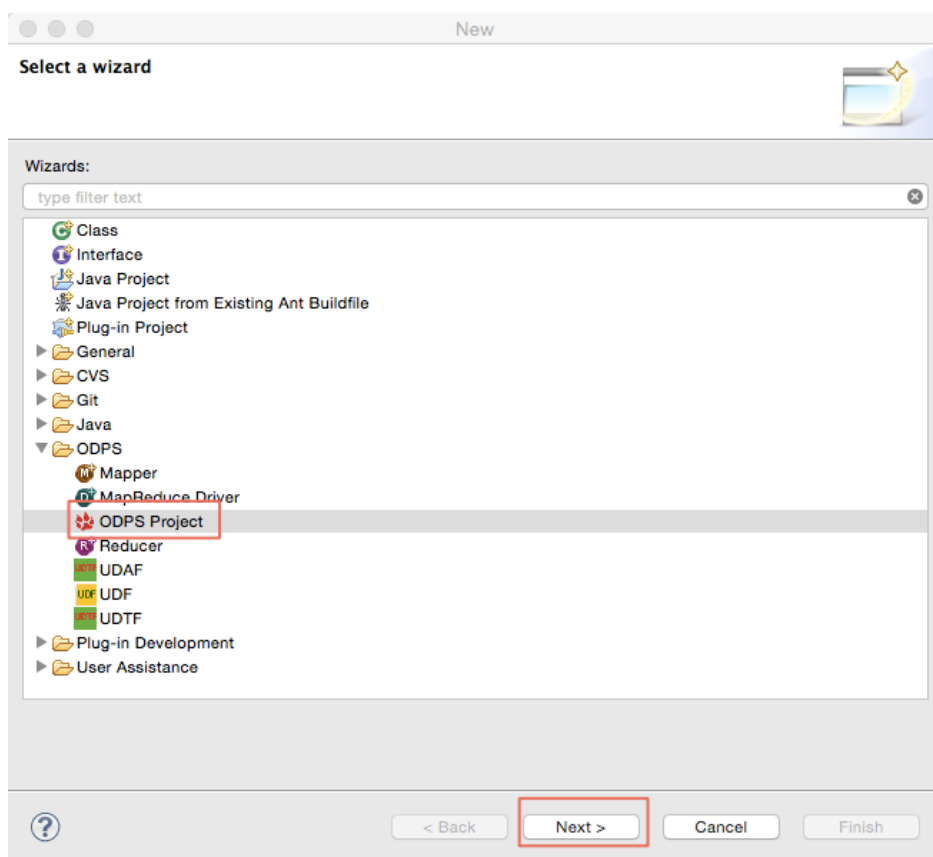 New
Select a wizard
Wizards:
type filter text
Class
Interface
Java Project
Java Project from Existing Ant Buildfile
Plug-in Project
General
CVS
Git
Java
ODPS
Mapper
MapReduce Driver
ODPS Project
Reducer
UDAF
UDF UDF
UDTF
Plug-in Development
User Assistance
? < Back Next > Cancel Finish